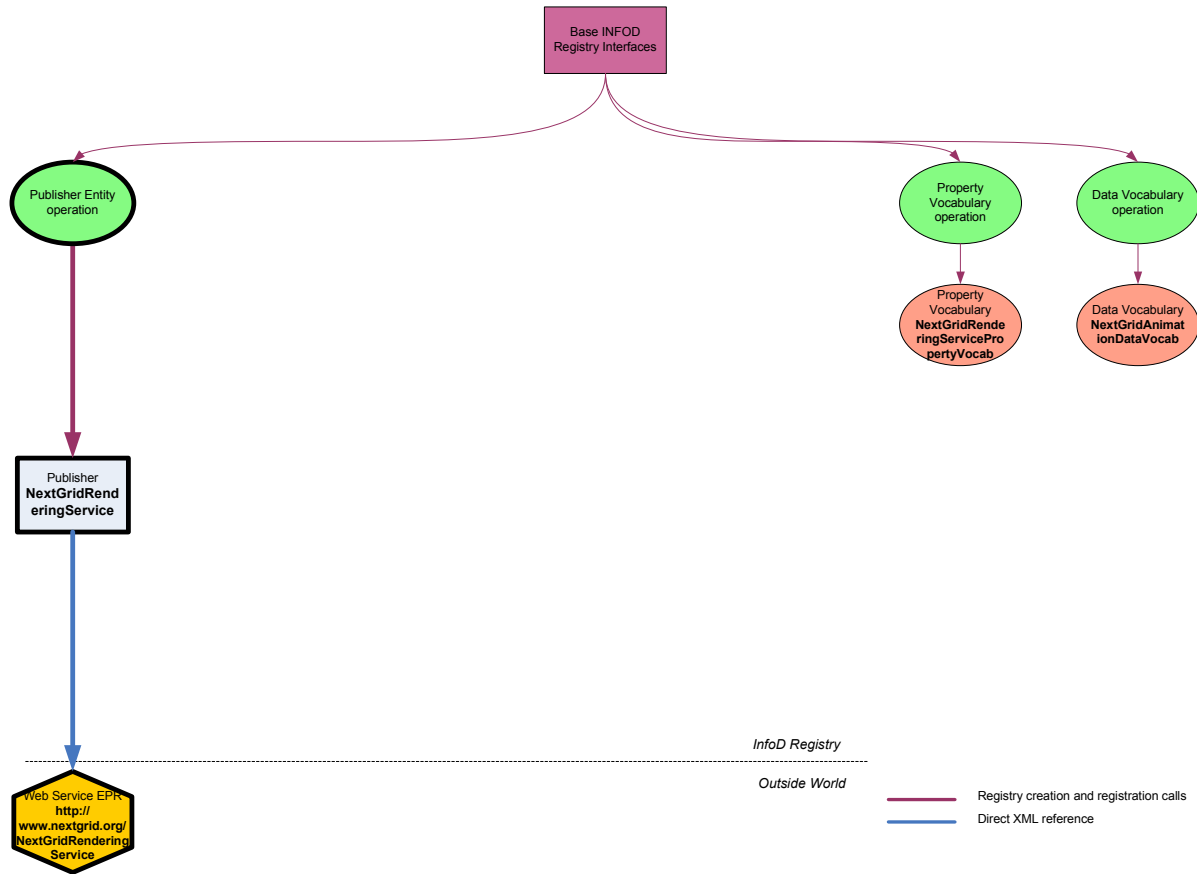 Base INFOD
Registry Interfaces
Publisher Entity
operation
Property
Vocabulary
operation
Data Vocabulary
operation
Property
Vocabulary
NextGridRende
ringServicePro
pertyVocab
Data Vocabulary
NextGridAnimat
ionDataVocab
Publisher
NextGridRend
eringService
InfoD Registry
Outside World
Web Service EPR
http://
www.nextgrid.org/
NextGridRendering
Service
Registry creation and registration calls
Direct XML reference